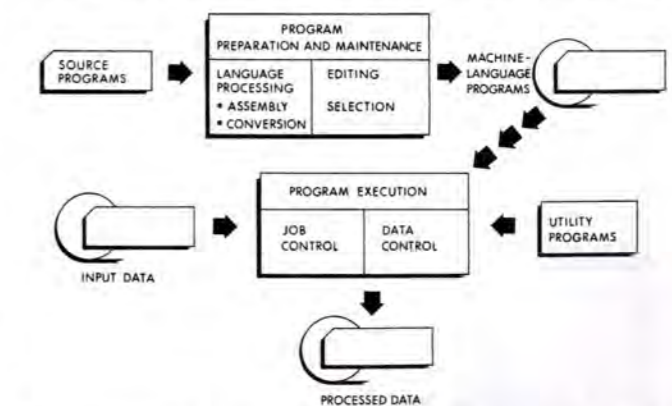 PROGRAM
PREPARATION AND MAINTENANCE
SOURCE
PROGRAMS
LANGUAGE
PROCESSING
• ASSEMBLY
• CONVERSION
EDITING
SELECTION
MACHINE-
LANGUAGE
PROGRAMS
PROGRAM EXECUTION
JOB
CONTROL
DATA
CONTROL
UTILITY
PROGRAMS
INPUT DATA
PROCESSED DATA